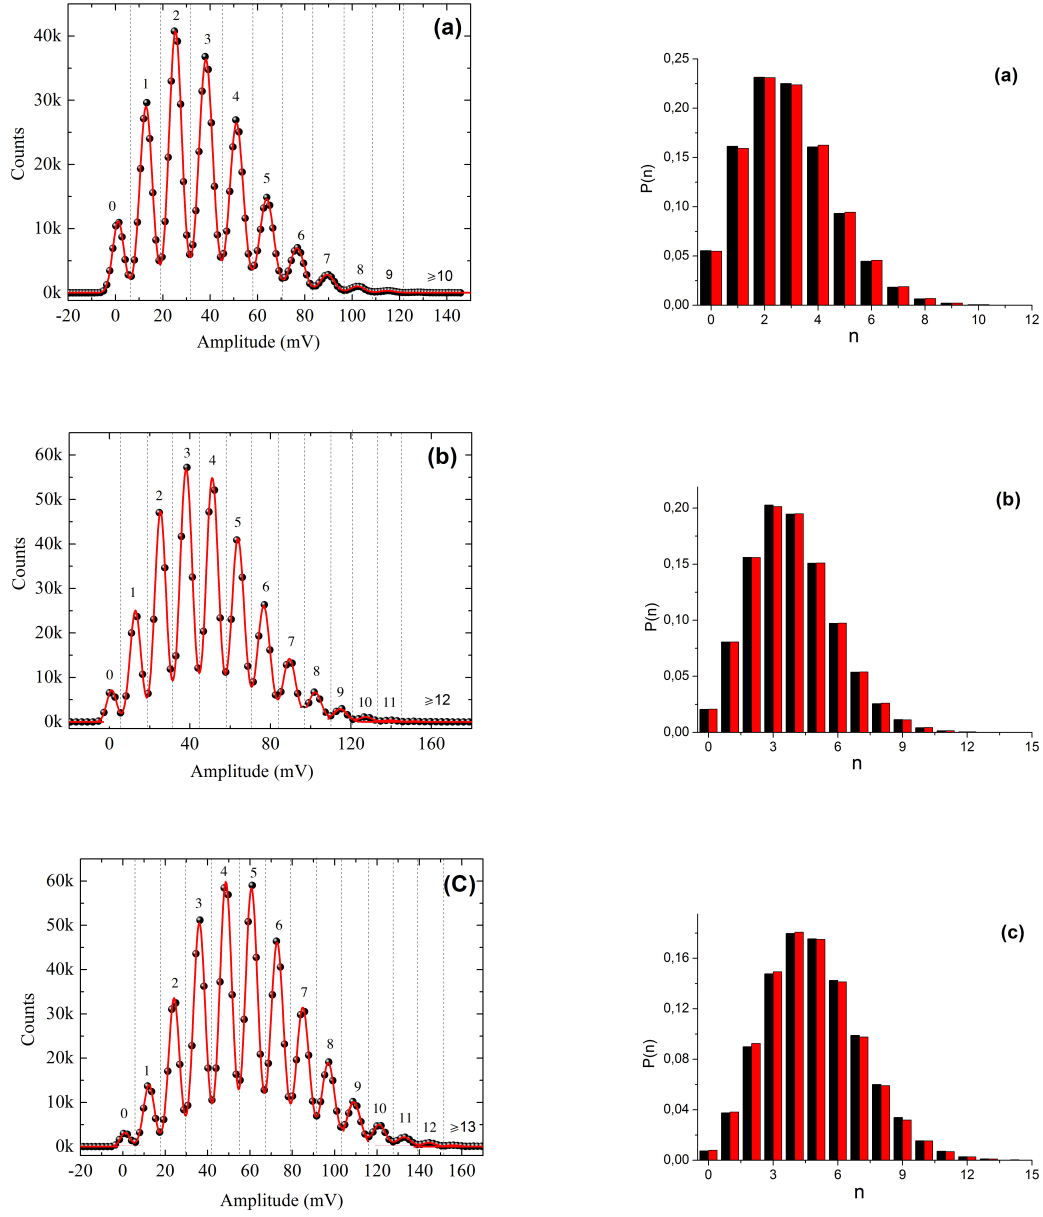 (a)
40k
30k
20k
10k
0k
Counts
0
1
2
3
4
5
6
7
8
9
≥10
-20 0 20 40 60 80 100 120 140
Amplitude (mV)
(a)
0,25
0,20
0,15
0,10
0,05
0,00
P(n)
0 2 4 6 8 10 12
n
(b)
60k
50k
40k
30k
20k
10k
0k
Counts
0
1
2
3
4
5
6
7
8
9
10
11
≥12
0 40 80 120 160
Amplitude (mV)
(b)
0,20
0,15
0,10
0,05
0,00
P(n)
0 3 6 9 12 15
n
(C)
60k
50k
40k
30k
20k
10k
0k
Counts
0
1
2
3
4
5
6
7
8
9
10
11
12
≥13
-20 0 20 40 60 80 100 120 140 160
Amplitude (mV)
(c)
0,16
0,12
0,08
0,04
0,00
P(n)
0 3 6 9 12 15
n